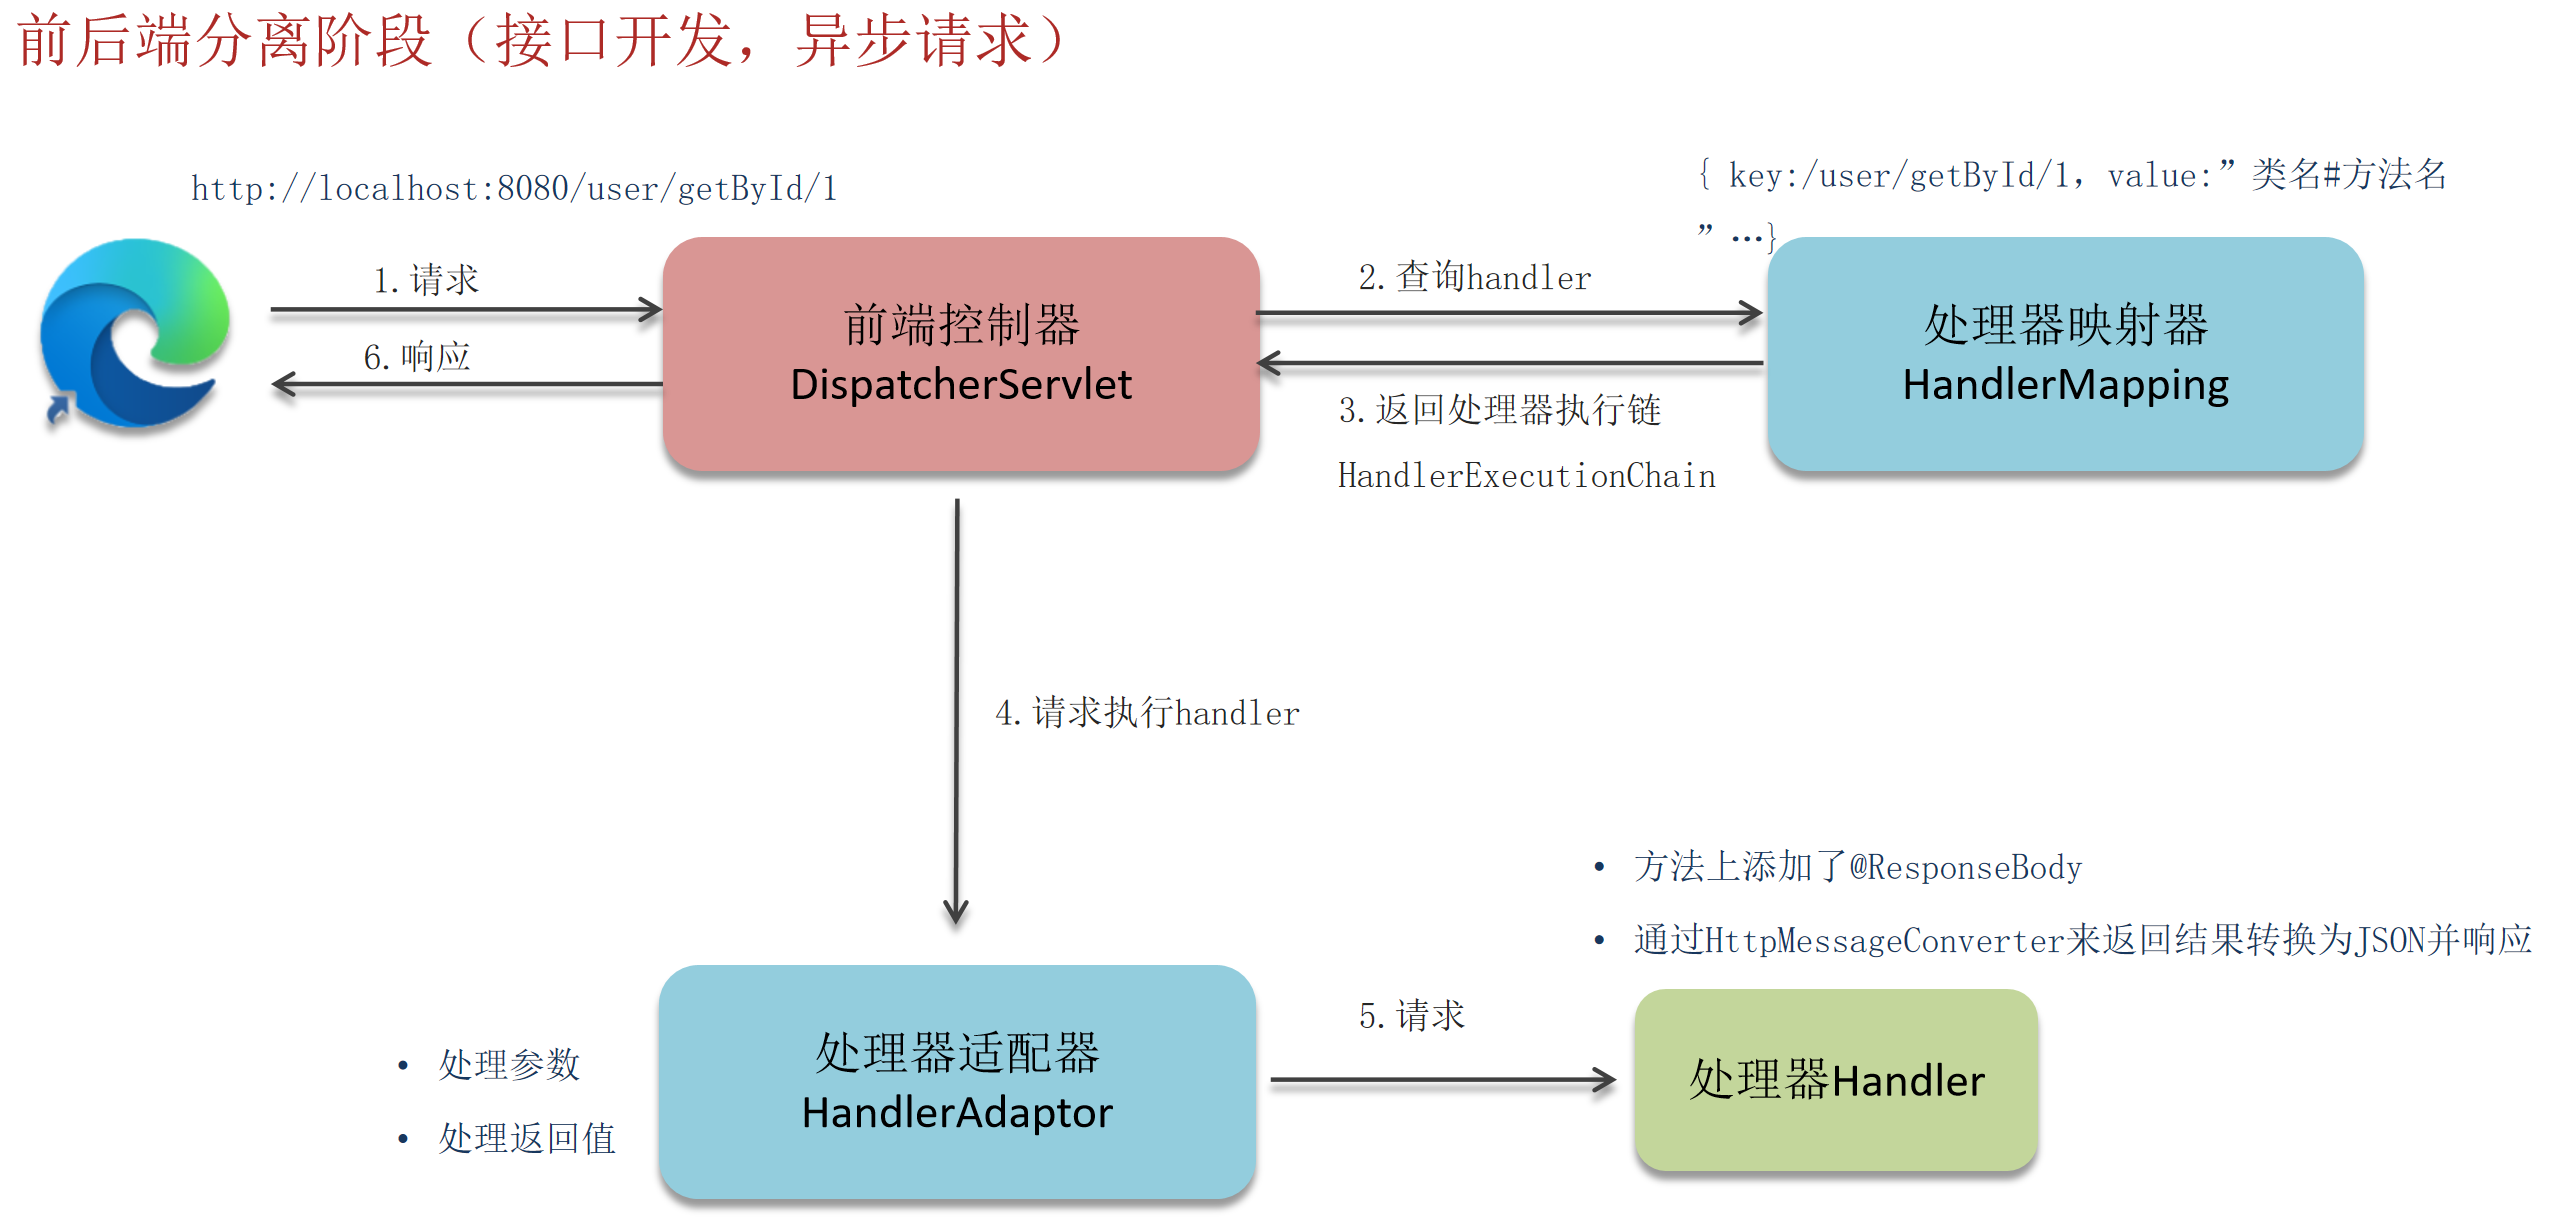 前后端分离阶段（接口开发，异步请求）
http://localhost:8080/user/getById/1
{ key:/user/getById/1，value:”类名#方法名
”…}
1.请求
6.响应
前端控制器
DispatcherServlet
2.查询handler
3.返回处理器执行链
HandlerExecutionChain
处理器映射器
HandlerMapping
4.请求执行handler
• 方法上添加了@ResponseBody
• 通过HttpMessageConverter来返回结果转换为JSON并响应
• 处理参数
• 处理返回值
处理器适配器
HandlerAdaptor
5.请求
处理器Handler